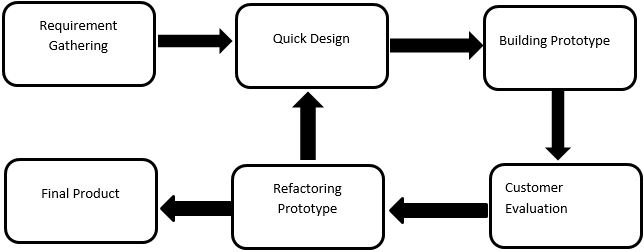 Requirement
Gathering
Quick Design
Building Prototype
Final Product
Refactoring
Prototype
Customer
Evaluation